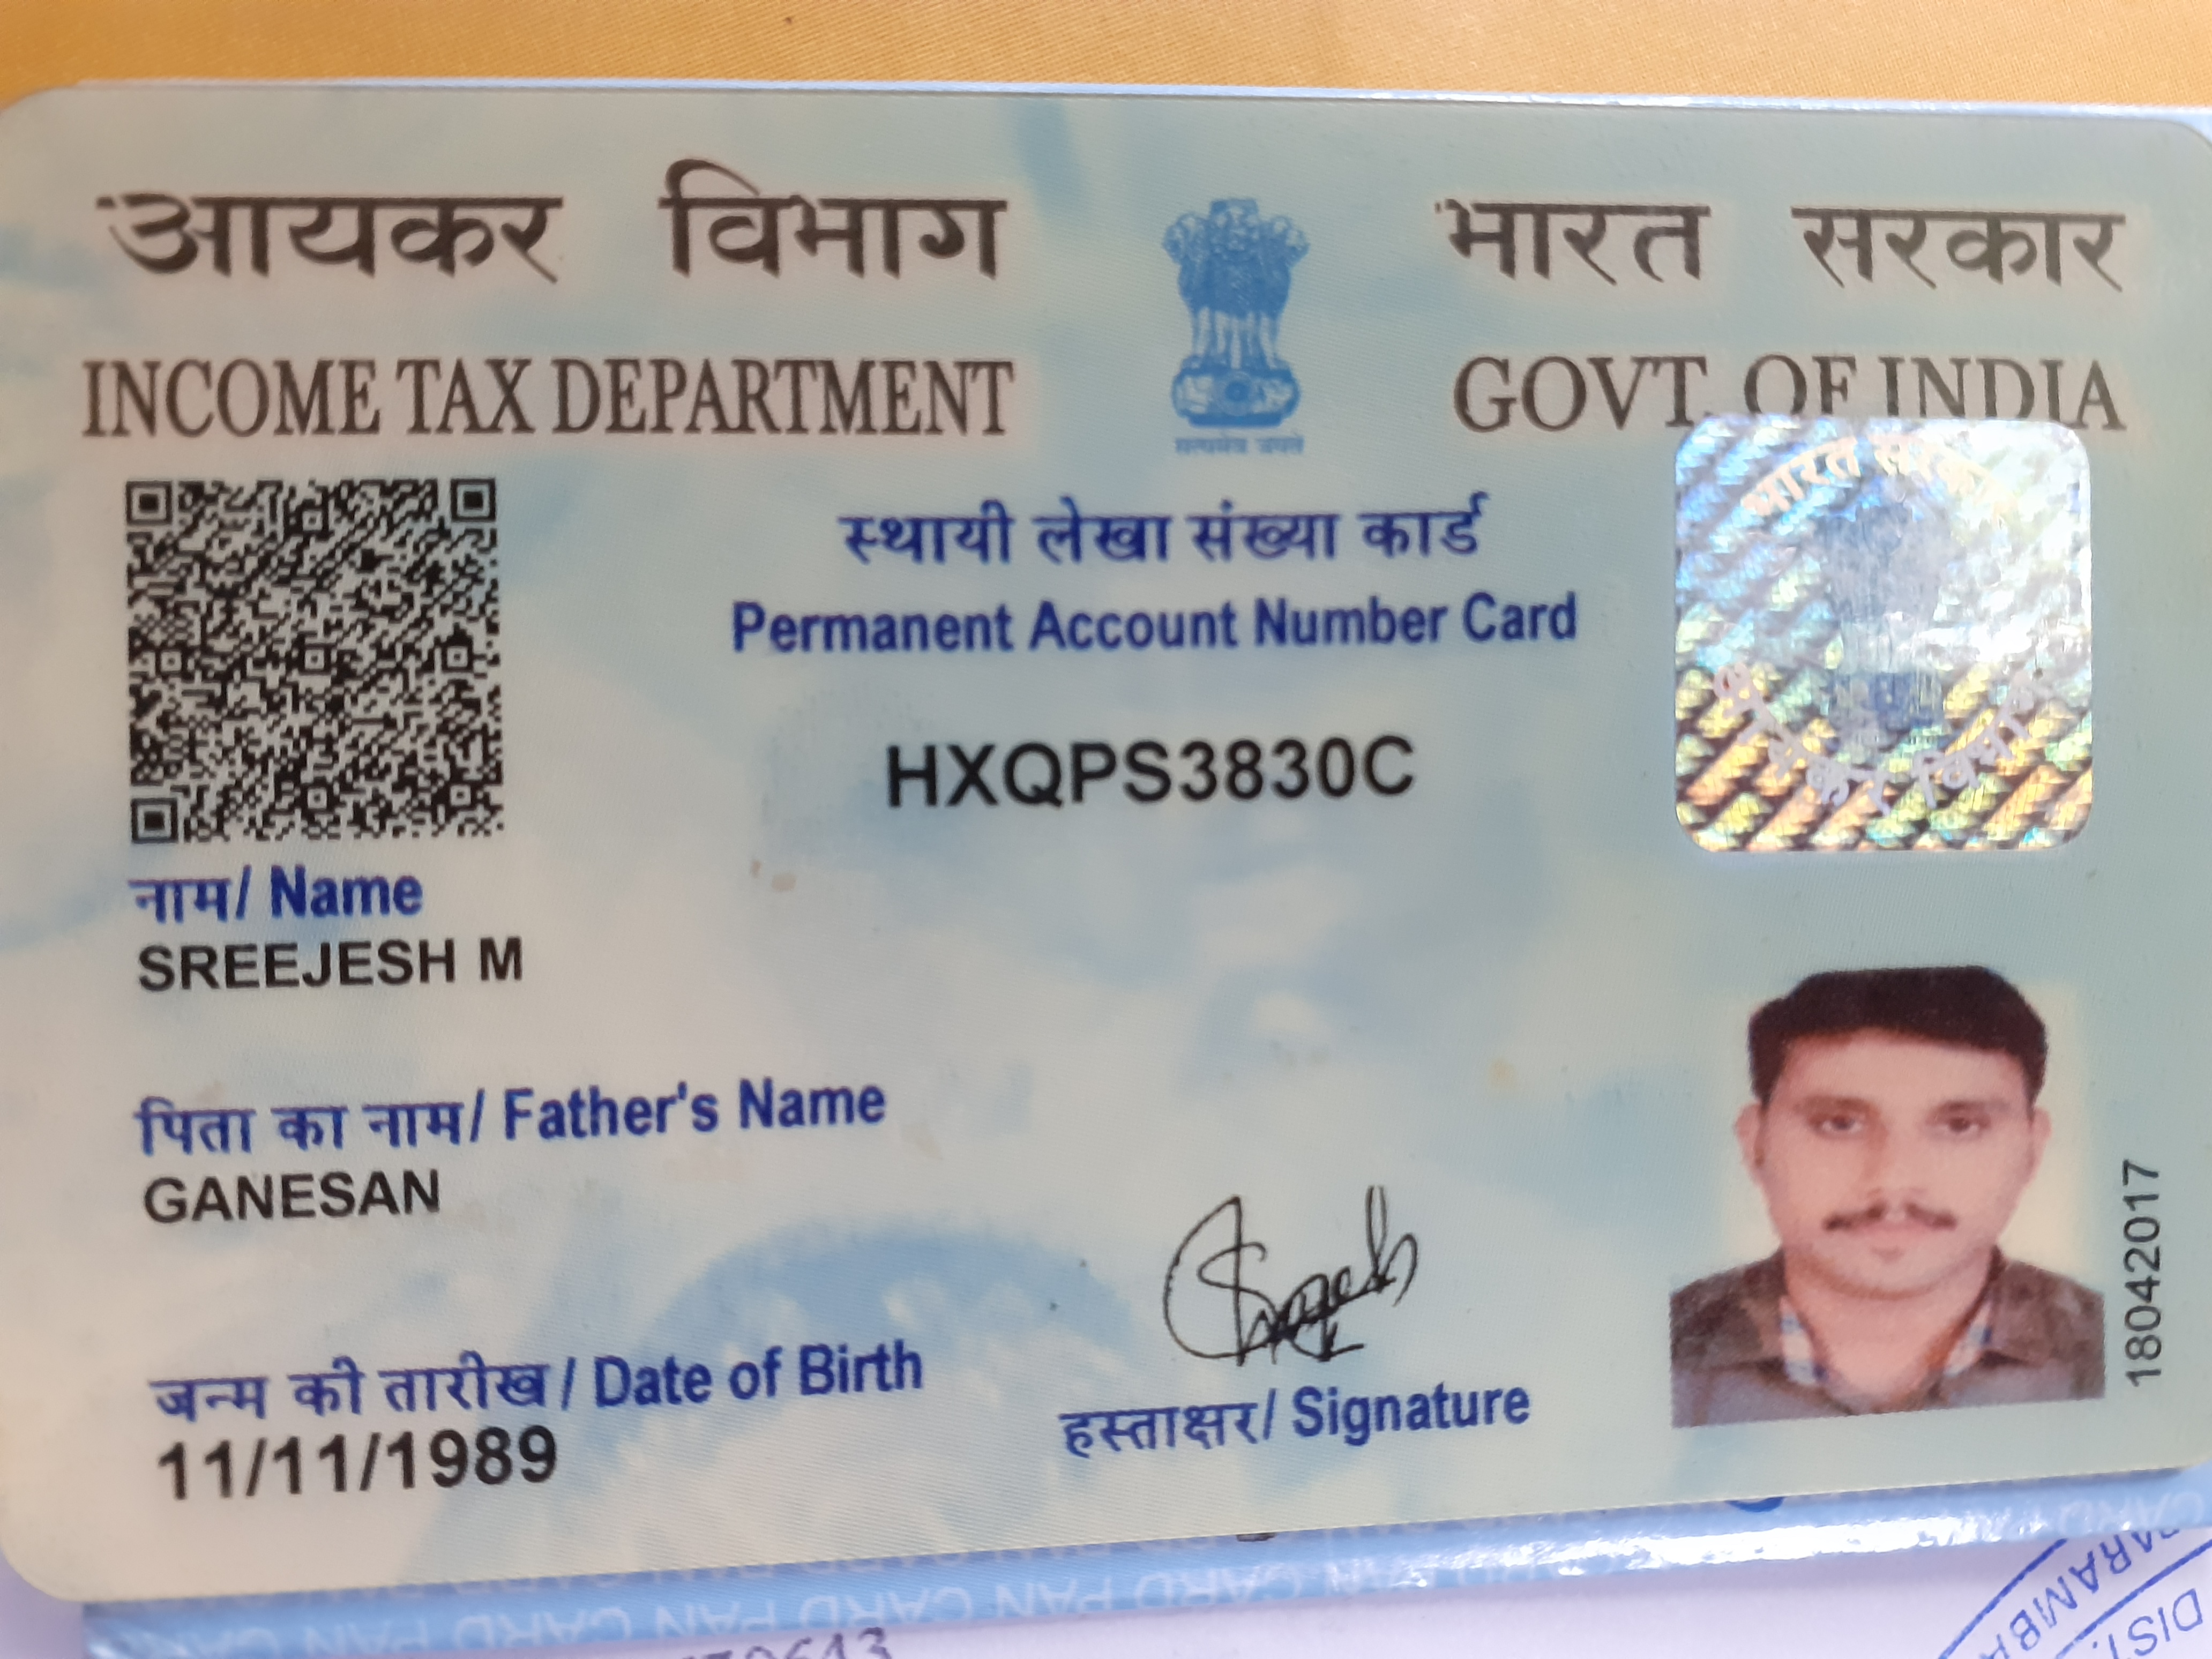 आयकर विभाग
INCOME TAX DEPARTMENT
भारत सरकार
GOVT. OF INDIA
स्थायी लेखा संख्या कार्ड
Permanent Account Number Card
HXQPS3830C
नाम/ Name
SREEJESH M
पिता का नाम/ Father's Name
GANESAN
जन्म की तारीख/ Date of Birth
11/11/1989
हस्ताक्षर/ Signature
18042017
CARD PAN CARD PAN CARD PAN CARD
DIST.